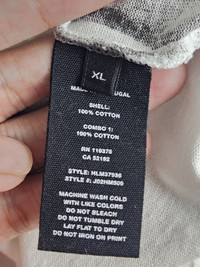 XL
MADE IN PORTUGAL
SHELL:
100% COTTON
COMBO 1:
100% COTTON
RN 119378
CA 52192
STYLE: HLM37936
STYLE #: J02HM509
MACHINE WASH COLD
WITH LIKE COLORS
DO NOT BLEACH
DO NOT TUMBLE DRY
LAY FLAT TO DRY
DO NOT IRON ON PRINT